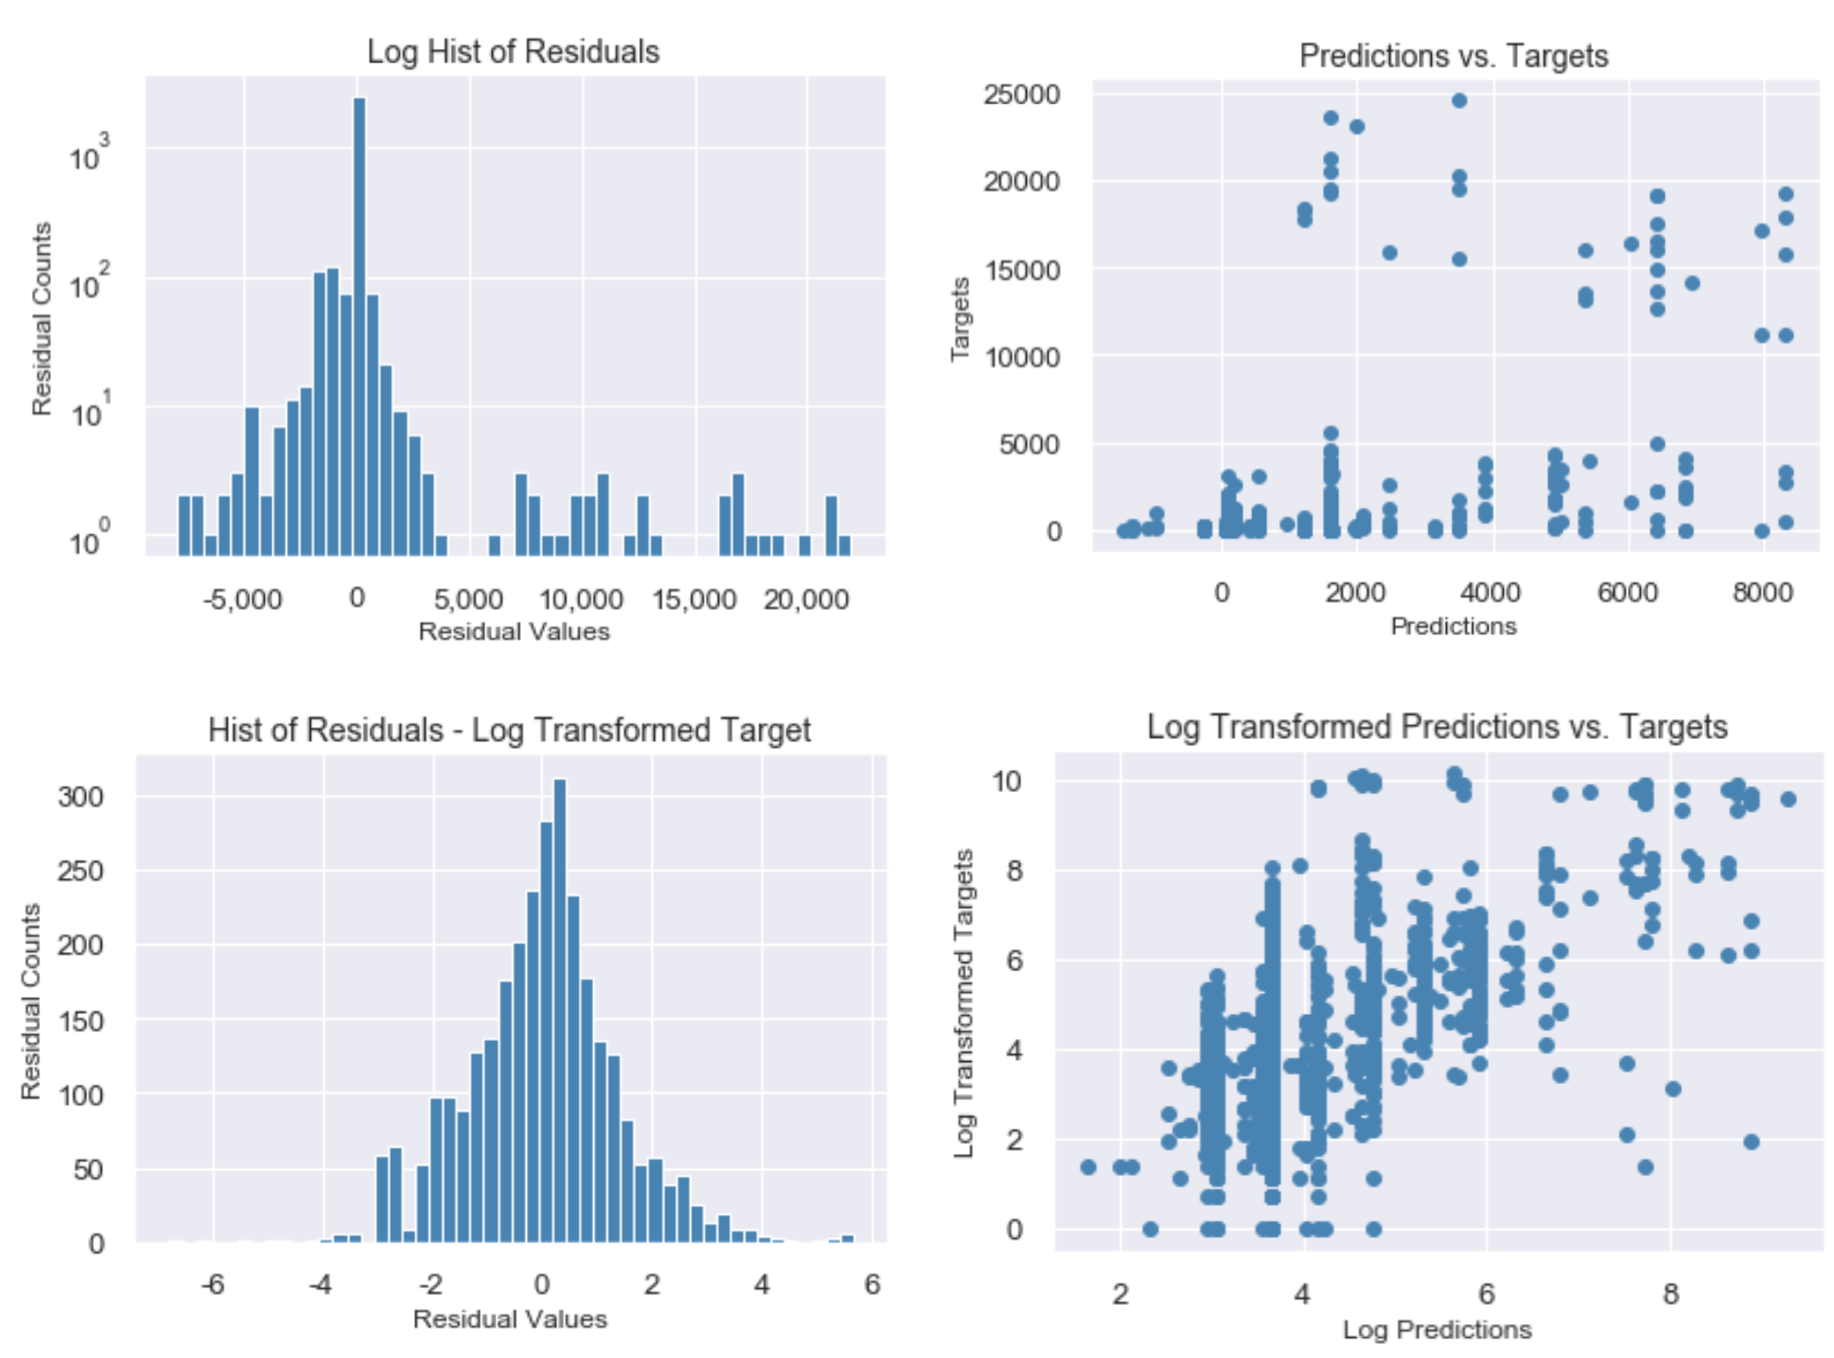 Log Hist of Residuals
Residual Counts
10^3
10^2
10^1
10^0
-5,000 0 5,000 10,000 15,000 20,000
Residual Values
Predictions vs. Targets
Targets
25000
20000
15000
10000
5000
0
0 2000 4000 6000 8000
Predictions
Hist of Residuals - Log Transformed Target
Residual Counts
300
250
200
150
100
50
0
-6 -4 -2 0 2 4 6
Residual Values
Log Transformed Predictions vs. Targets
Log Transformed Targets
10
8
6
4
2
0
2 4 6 8
Log Predictions